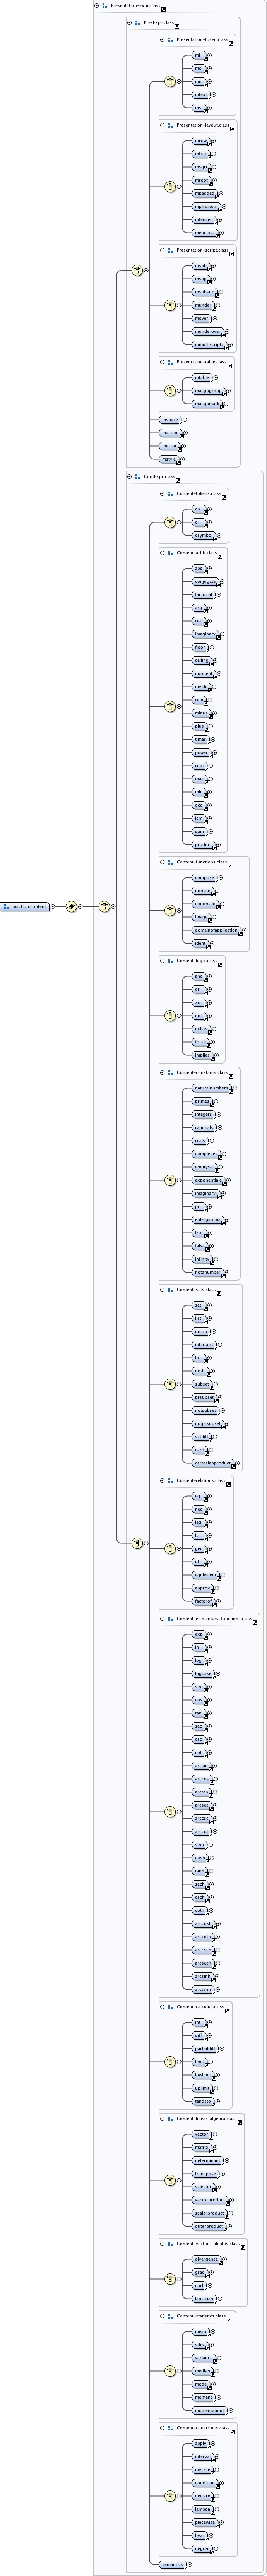 Presentation-expr.class
PresExpr.class
Presentation-token.class
mi
mo
mn
mtext
ms
Presentation-layout.class
mrow
mfrac
msqrt
mroot
mpadded
mphantom
mfenced
menclose
Presentation-script.class
msub
msup
msubsup
munder
mover
munderover
mmultiscripts
Presentation-table.class
mtable
maligngroup
malignmark
mspace
maction
merror
mstyle
ContExpr.class
Content-tokens.class
cn
ci
csymbol
Content-arith.class
abs
conjugate
factorial
arg
real
imaginary
floor
ceiling
quotient
divide
rem
minus
plus
times
power
root
max
min
gcd
lcm
sum
product
Content-functions.class
compose
domain
codomain
image
domainofapplication
ident
maction.content
Content-logic.class
and
or
xor
not
exists
forall
implies
Content-constants.class
naturalnumbers
primes
integers
rationals
reals
complexes
emptyset
exponentiale
imaginaryi
pi
eulergamma
true
false
infinity
notanumber
Content-sets.class
set
list
union
intersect
in
notin
subset
prsubset
notsubset
notprsubset
setdiff
card
cartesianproduct
Content-relations.class
eq
neq
leq
lt
geq
gt
equivalent
approx
factorof
Content-elementary-functions.class
exp
ln
log
logbase
sin
cos
tan
sec
csc
cot
arcsin
arccos
arctan
arcsec
arccsc
arccot
sinh
cosh
tanh
sech
csch
coth
arccosh
arccoth
arccsch
arcsech
arcsinh
arctanh
Content-calculus.class
int
diff
partialdiff
limit
lowlimit
uplimit
tendsto
Content-linear-algebra.class
vector
matrix
determinant
transpose
selector
vectorproduct
scalarproduct
outerproduct
Content-vector-calculus.class
divergence
grad
curl
laplacian
Content-statistics.class
mean
sdev
variance
median
mode
moment
momentabout
Content-constructs.class
apply
interval
inverse
condition
declare
lambda
piecewise
bvar
degree
semantics